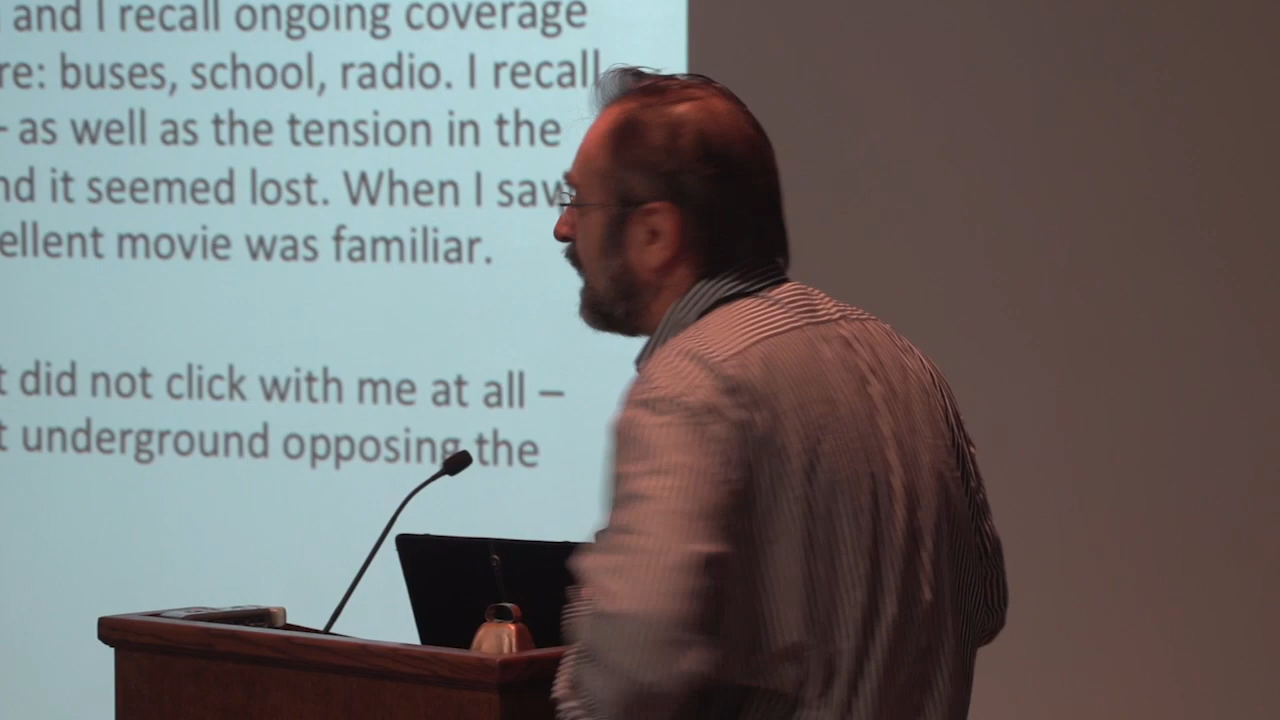 and I recall ongoing coverage
re: buses, school, radio. I recall
- as well as the tension in the
nd it seemed lost. When I saw
ellent movie was familiar.
t did not click with me at all –
t underground opposing the